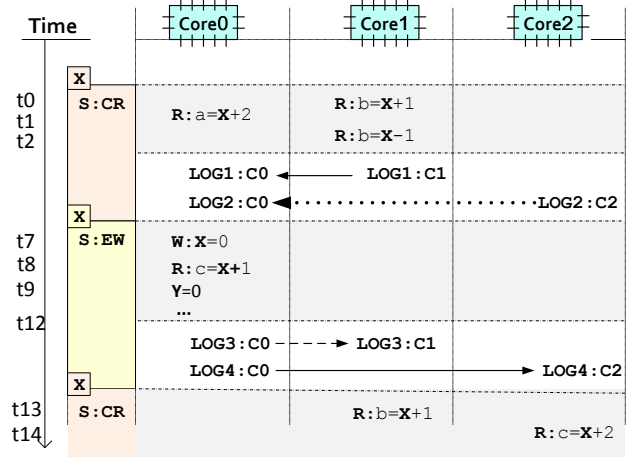 Time Core0 Core1 Core2
X
t0 S:CR R:b=X+1
t1 R:a=X+2
t2 R:b=X-1
LOG1:C0 LOG1:C1
LOG2:C0 LOG2:C2
X
t7 S:EW W:X=0
t8 R:c=X+1
t9 Y=0
...
t12
LOG3:C0 LOG3:C1
LOG4:C0 LOG4:C2
X
t13 S:CR R:b=X+1
t14 R:c=X+2